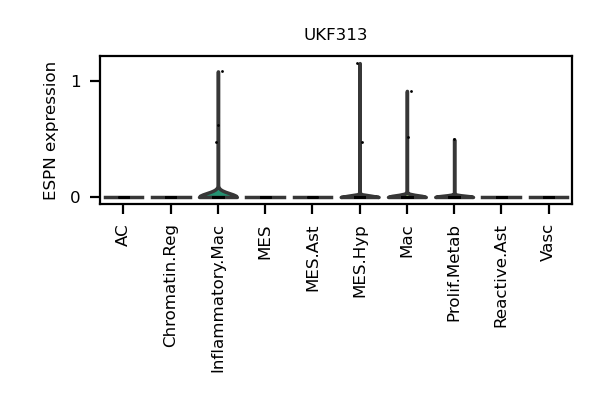 UKF313
ESPN expression
1
0
AC
Chromatin.Reg
Inflammatory.Mac
MES
MES.Ast
MES.Hyp
Mac
Prolif.Metab
Reactive.Ast
Vasc